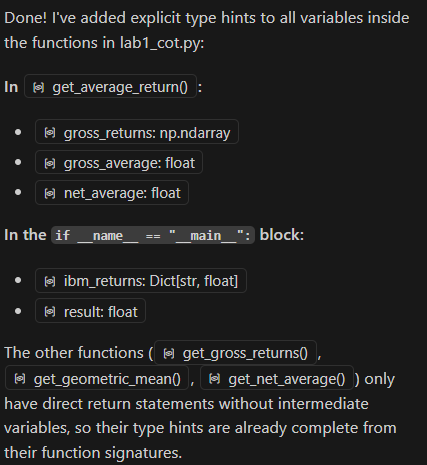 Done! I've added explicit type hints to all variables inside
the functions in lab1_cot.py:
In get_average_return() :
• gross_returns: np.ndarray
• gross_average: float
• net_average: float
In the if __name__ == "__main__": block:
• ibm_returns: Dict[str, float]
• result: float
The other functions ( get_gross_returns() ,
get_geometric_mean() , get_net_average() ) only
have direct return statements without intermediate
variables, so their type hints are already complete from
their function signatures.